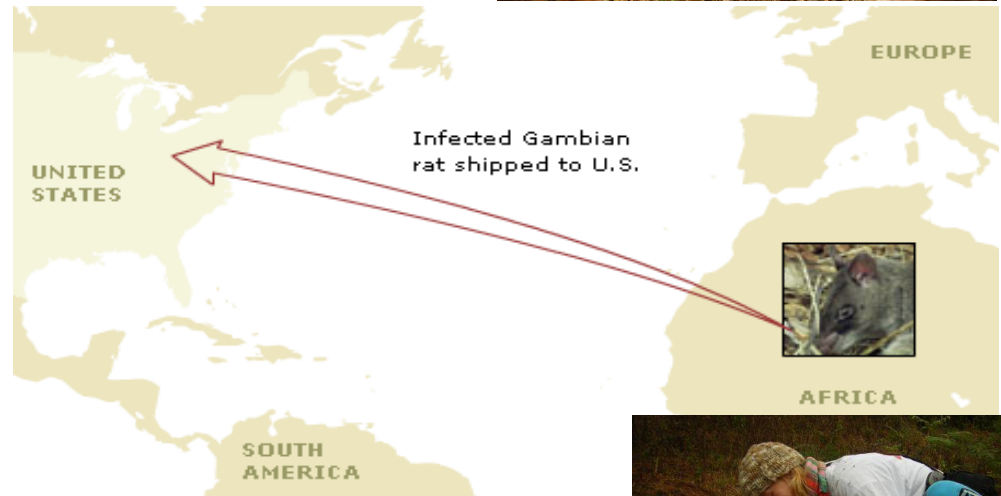 EUROPE
Infected Gambian
rat shipped to U.S.
UNITED
STATES
AFRICA
SOUTH
AMERICA